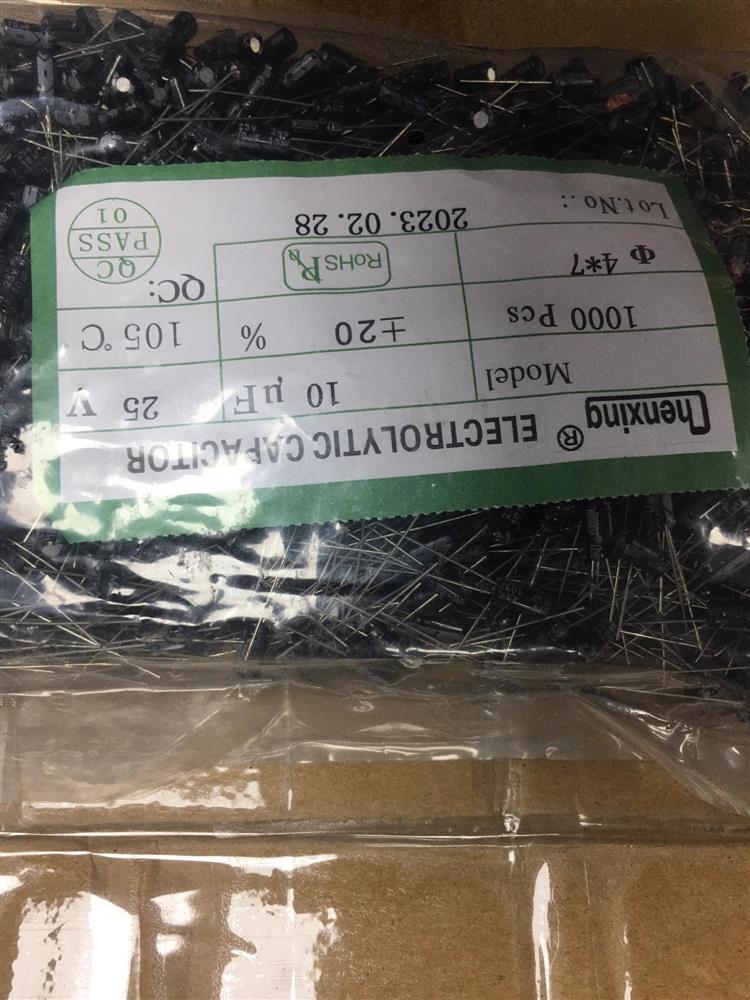 Chenxing ® ELECTROLYTIC CAPACITOR
Model 10 μF 25 V
1000 Pcs ±20 % 105℃
Φ 4*7 RoHS QC:
Lot.No.: 2023.02.28
QC
PASS
01